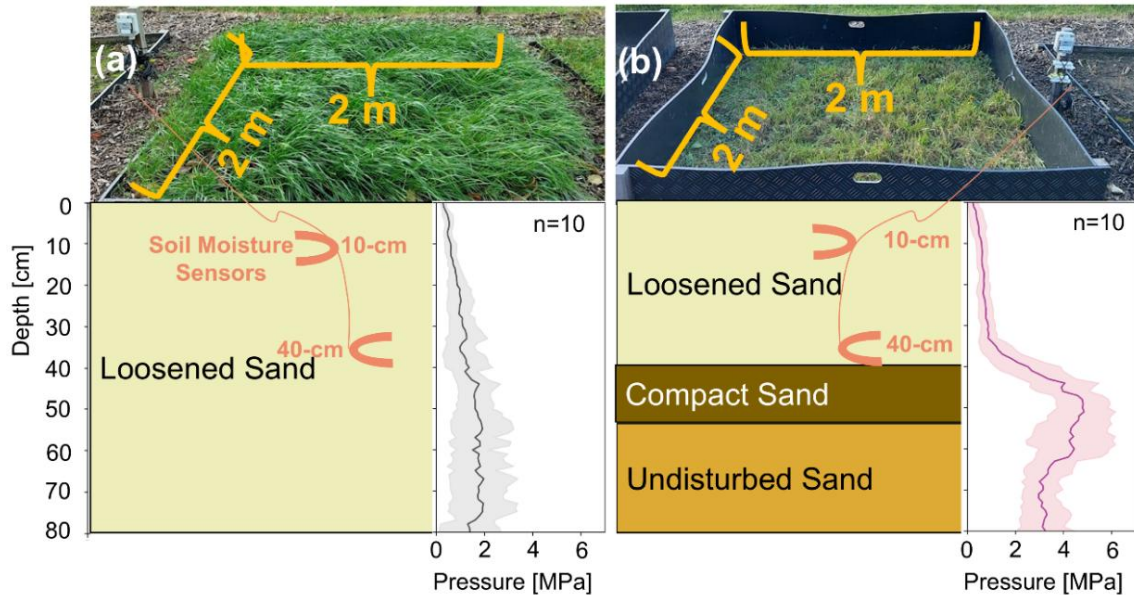 (a)
2 m
2 m
(b)
2 m
2 m
Depth [cm]
0
10
20
30
40
50
60
70
80
Soil Moisture
Sensors
10-cm
40-cm
Loosened Sand
n=10
0 2 4 6
Pressure [MPa]
10-cm
Loosened Sand
40-cm
Compact Sand
Undisturbed Sand
n=10
0 2 4 6
Pressure [MPa]